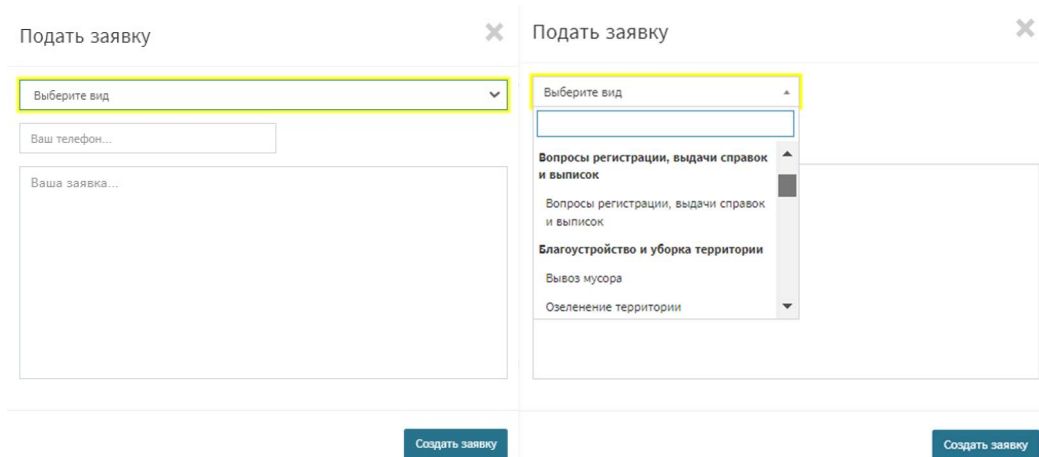 Подать заявку
Выберите вид
Ваш телефон...
Ваша заявка...
Создать заявку
Подать заявку
Выберите вид
Вопросы регистрации, выдачи справок
и выписок
Вопросы регистрации, выдачи справок
и выписок
Благоустройство и уборка территории
Вывоз мусора
Озеленение территории
Создать заявку